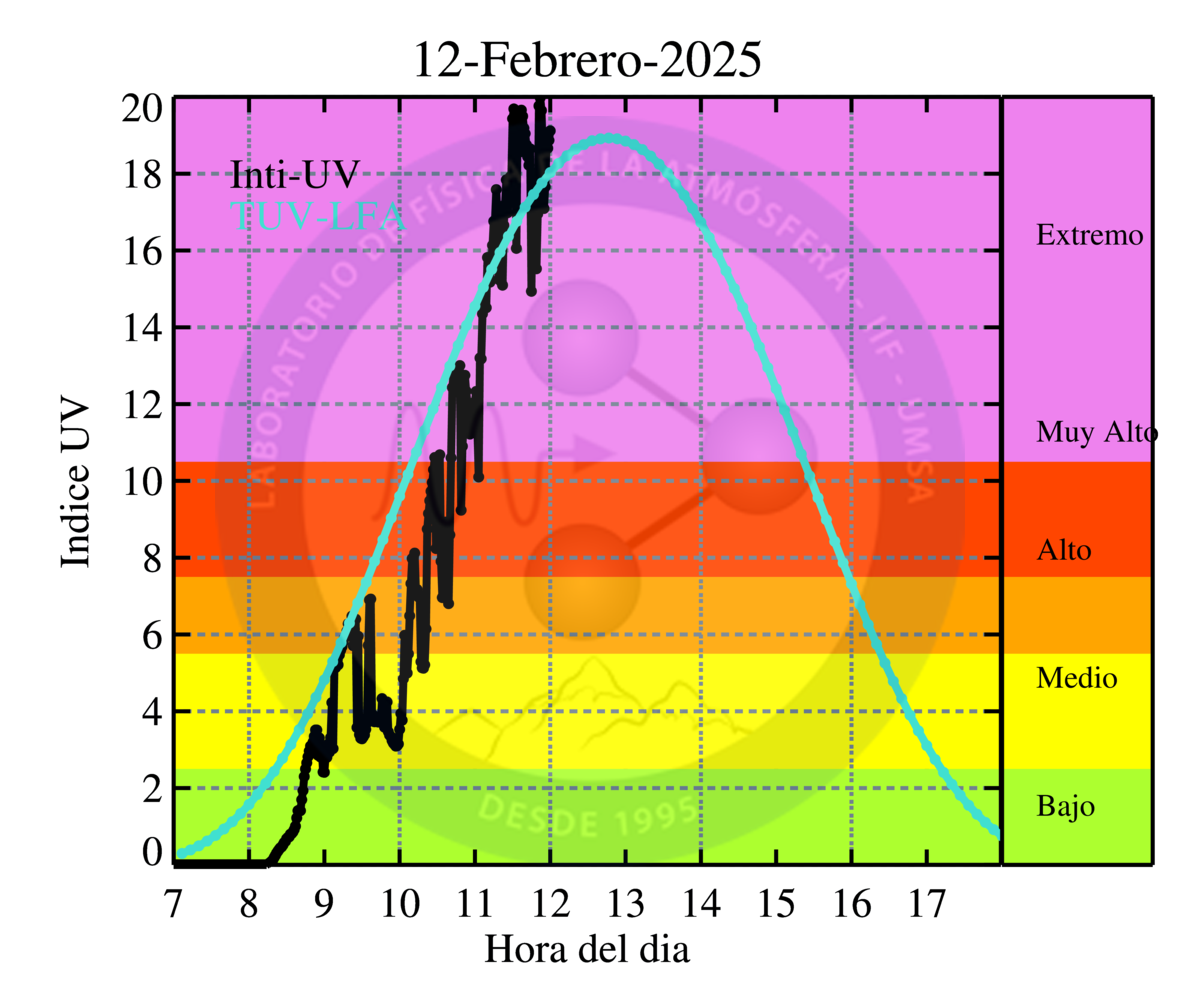 12-Febrero-2025
Inti-UV
TUV-LFA
LABORATORIO DE FÍSICA DE LA ATMÓSFERA - IIF - UMSA
DESDE 1995
Indice UV
20
18
16
14
12
10
8
6
4
2
0
Extremo
Muy Alto
Alto
Medio
Bajo
7 8 9 10 11 12 13 14 15 16 17
Hora del dia